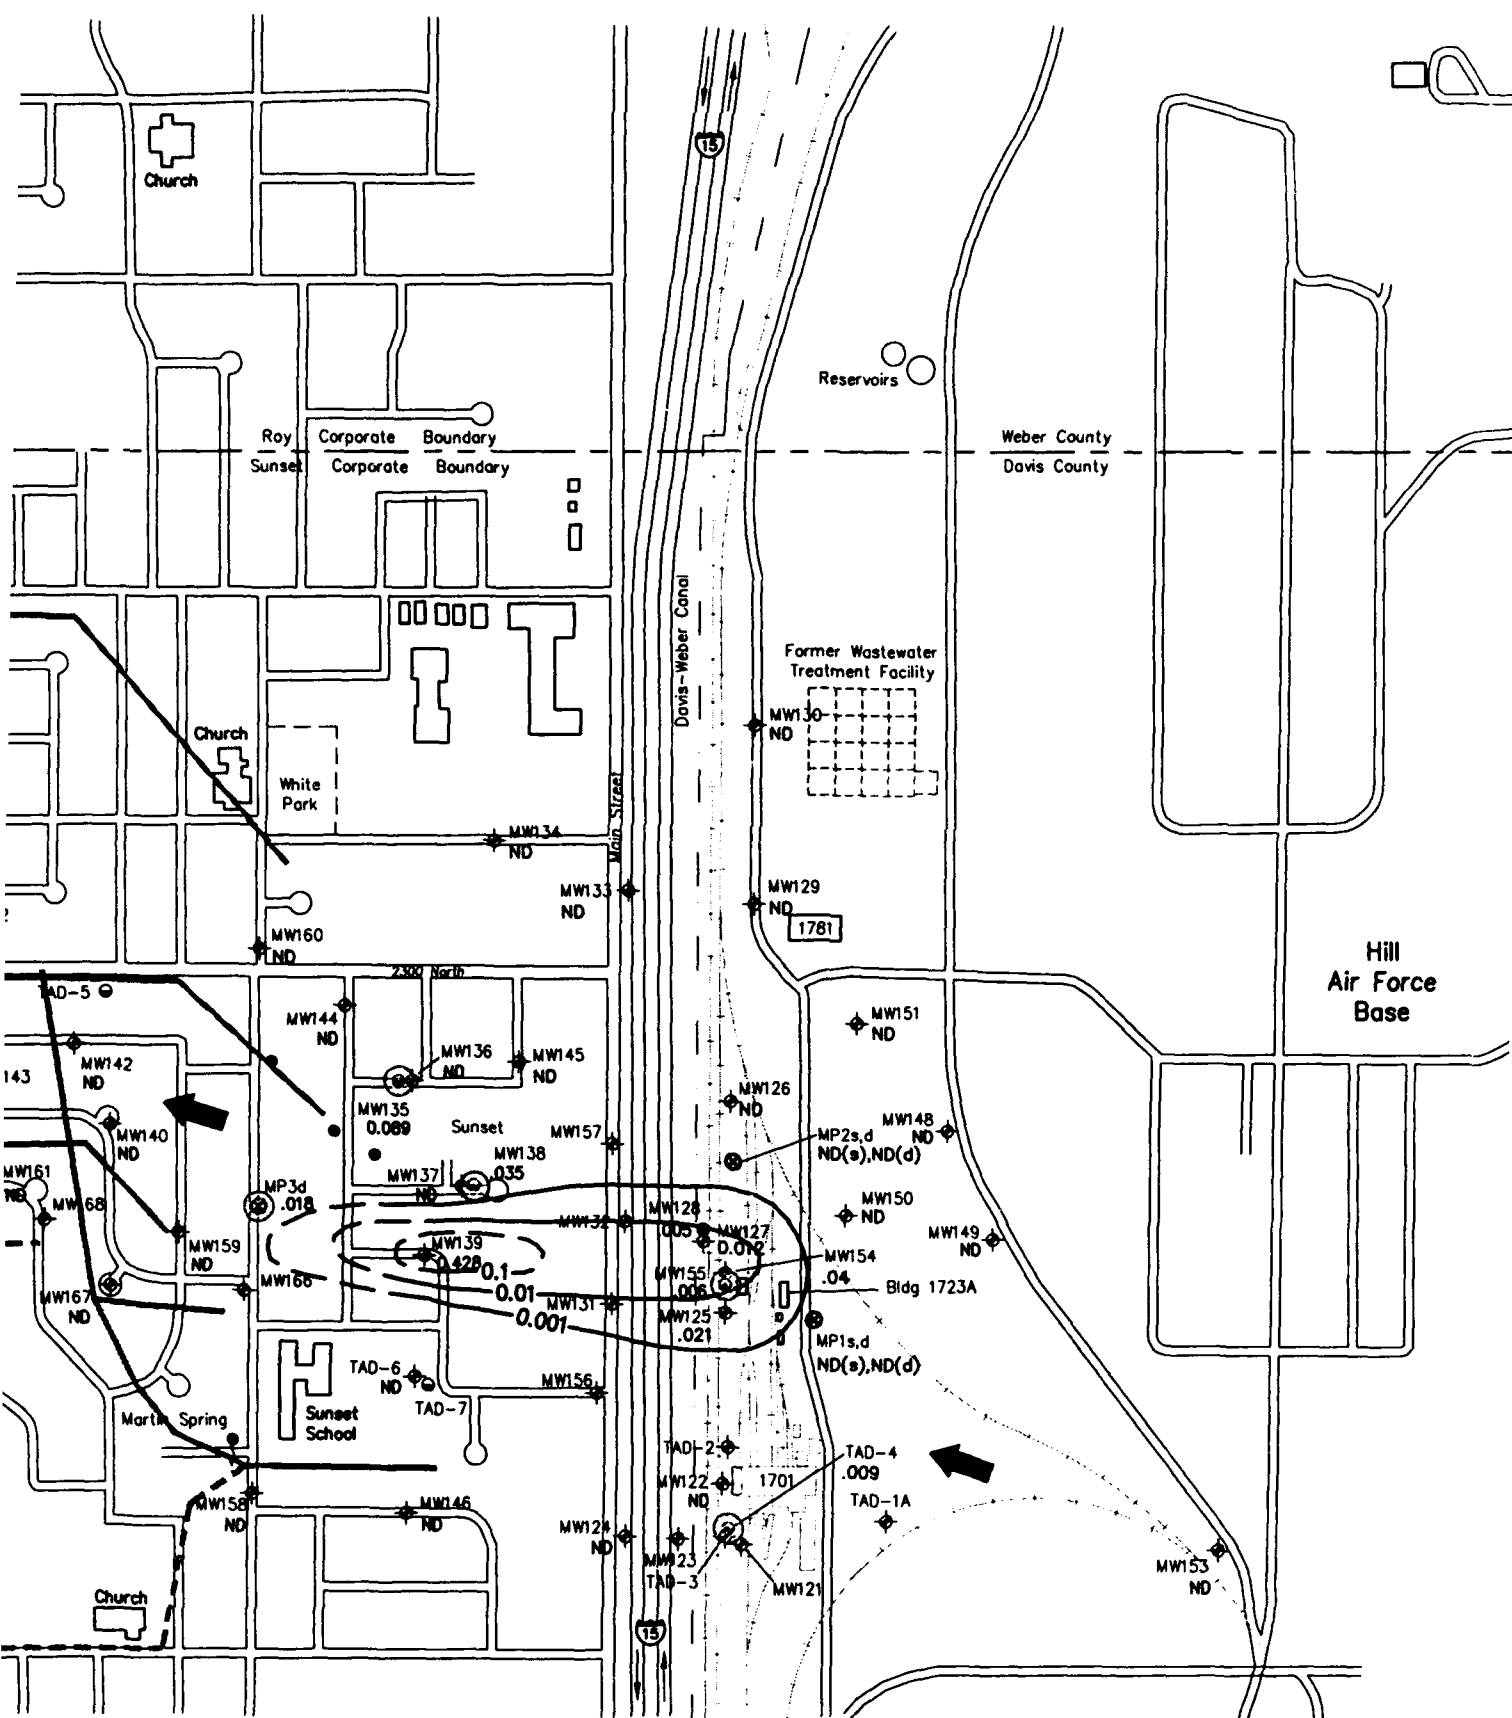 15
Church
Reservoirs
Roy Corporate Boundary
Sunset Corporate Boundary
Weber County
Davis County
Davis-Weber Canal
Former Wastewater
Treatment Facility
MW130
ND
Church
White
Park
Main Street
MW134
ND
MW133
ND
MW129
ND
1781
MW160
ND
2300 North
Hill
Air Force
Base
TAD-5
MW144
ND
MW151
ND
MW142
ND
143
MW136
ND
MW145
ND
MW135
0.089
Sunset
MW126
ND
MW140
ND
MW157
MW148
ND
MP2s,d
ND(s),ND(d)
MW161
ND
MW168
MP3d
.018
MW137
ND
MW138
.035
MW128
.005
MW150
ND
MW132
MW127
0.012
MW149
ND
MW159
ND
MW139
0.428
0.1
MW154
.04
MW155
.006
MW166
0.01
Bldg 1723A
MW167
ND
MW131
0.001
MW125
.021
MP1s,d
ND(s),ND(d)
TAD-6
ND
TAD-7
MW156
Martin Spring
Sunset
School
TAD-2
TAD-4
.009
MW122
ND
1701
TAD-1A
MW158
ND
MW146
ND
MW124
ND
MW123
TAD-3
MW121
MW153
ND
Church
15